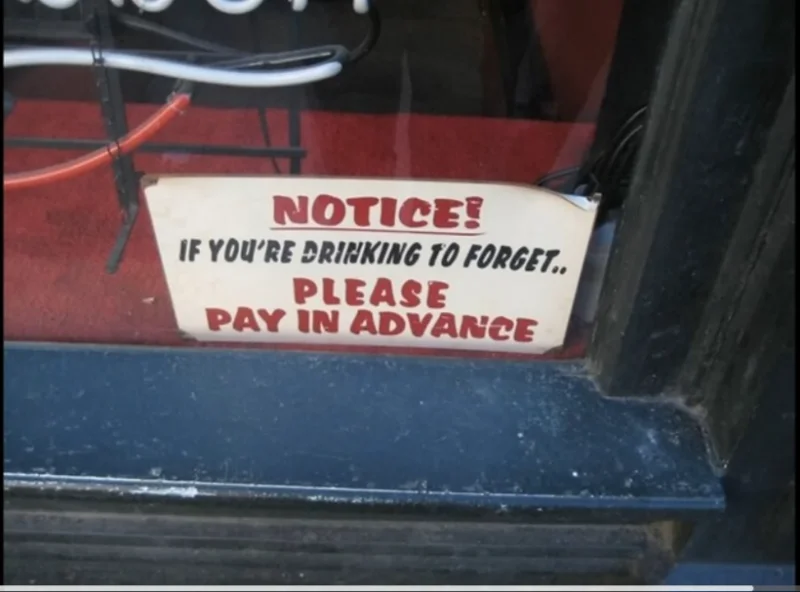 NOTICE!
IF YOU'RE DRINKING TO FORGET..
PLEASE
PAY IN ADVANCE